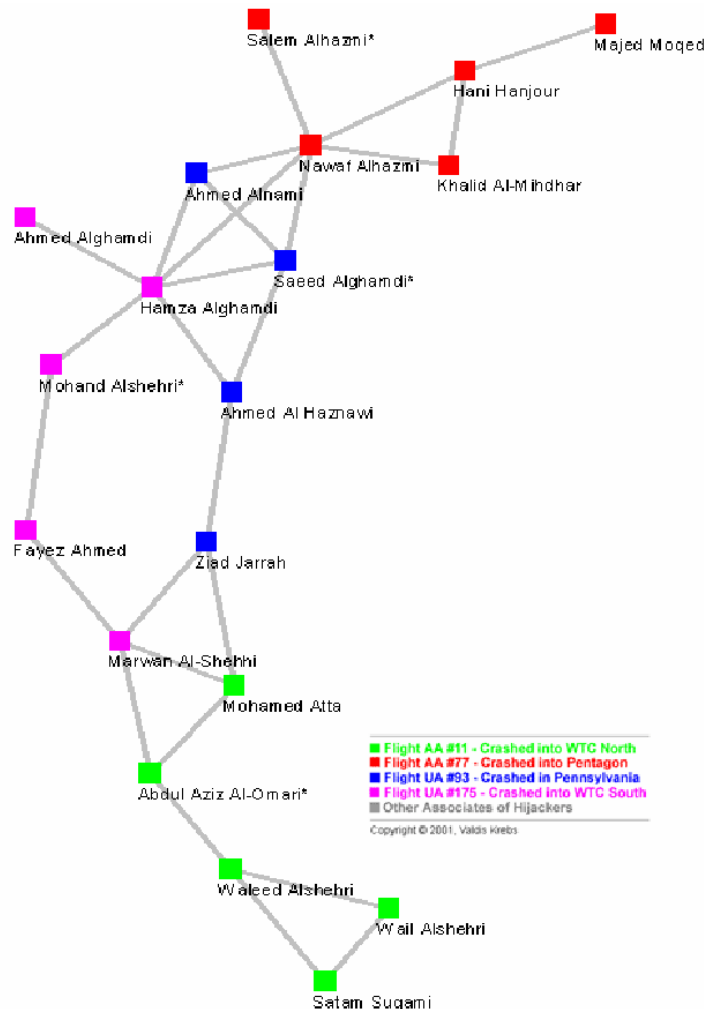 Salem Alhazmi*
Majed Moqed
Hani Hanjour
Nawaf Alhazmi
Khalid Al-Mihdhar
Ahmed Alnami
Ahmed Alghamdi
Saeed Alghamdi*
Hamza Alghamdi
Mohand Alshehri*
Ahmed Al Haznawi
Fayez Ahmed
Ziad Jarrah
Marwan Al-Shehhi
Mohamed Atta
Flight AA #11 - Crashed into WTC North
Flight AA #77 - Crashed into Pentagon
Flight UA #93 - Crashed in Pennsylvania
Flight UA #175 - Crashed into WTC South
Other Associates of Hijackers
Copyright © 2001, Valdis Krebs
Abdul Aziz Al-Omari*
Waleed Alshehri
Wail Alshehri
Satam Suqami